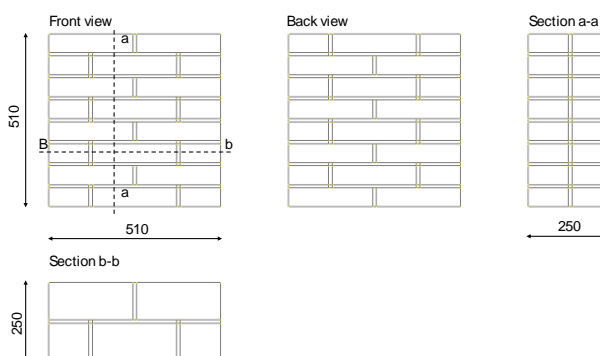 Front view
Back view
Section a-a
a
510
B
b
a
510
250
Section b-b
250